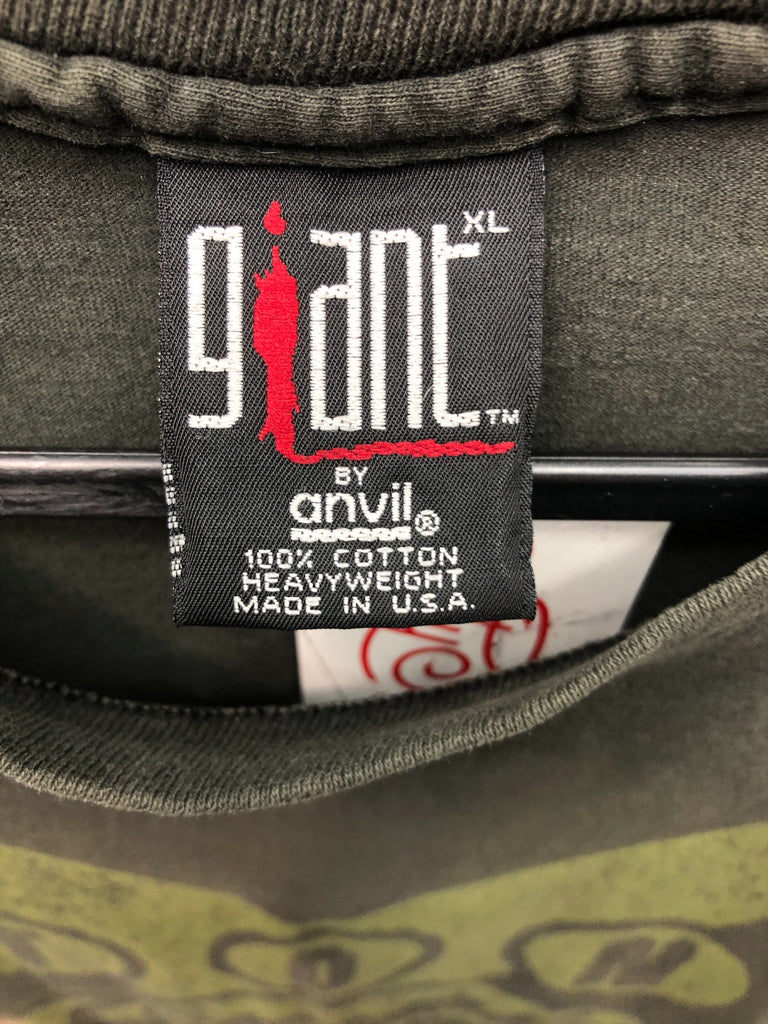 giant XL
TM
BY
anvil ®
100% COTTON
HEAVYWEIGHT
MADE IN U.S.A.